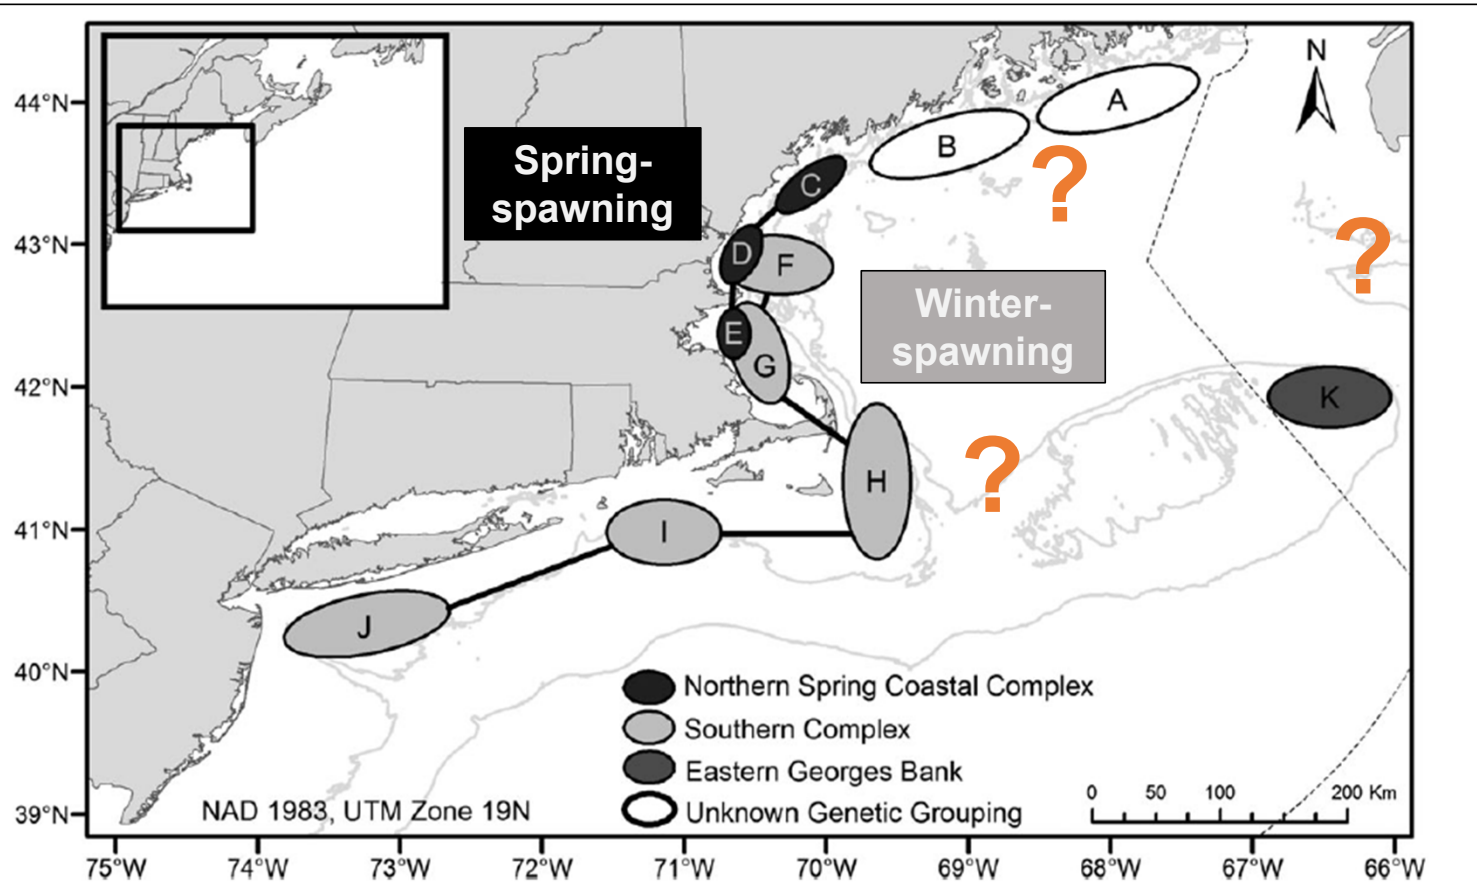 N
44°N
A
B
?
Spring-
spawning
C
43°N
D
F
?
Winter-
spawning
E
G
42°N
K
H
?
41°N
I
J
40°N
Northern Spring Coastal Complex
Southern Complex
Eastern Georges Bank
0 50 100 200 Km
39°N
NAD 1983, UTM Zone 19N
Unknown Genetic Grouping
75°W 74°W 73°W 72°W 71°W 70°W 69°W 68°W 67°W 66°W